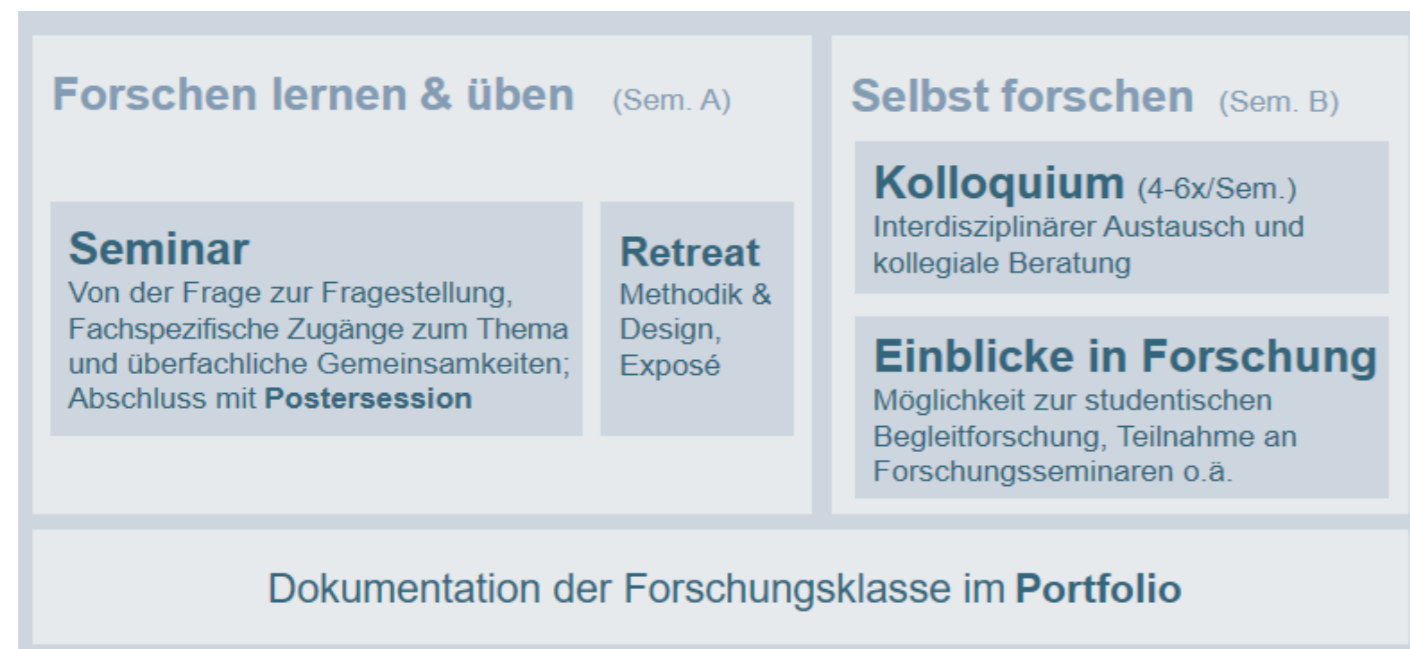 Forschen lernen & üben (Sem. A)
Seminar
Von der Frage zur Fragestellung,
Fachspezifische Zugänge zum Thema
und überfachliche Gemeinsamkeiten;
Abschluss mit Postersession
Retreat
Methodik &
Design,
Exposé
Selbst forschen (Sem. B)
Kolloquium (4-6x/Sem.)
Interdisziplinärer Austausch und
kollegiale Beratung
Einblicke in Forschung
Möglichkeit zur studentischen
Begleitforschung, Teilnahme an
Forschungsseminaren o.ä.
Dokumentation der Forschungsklasse im Portfolio